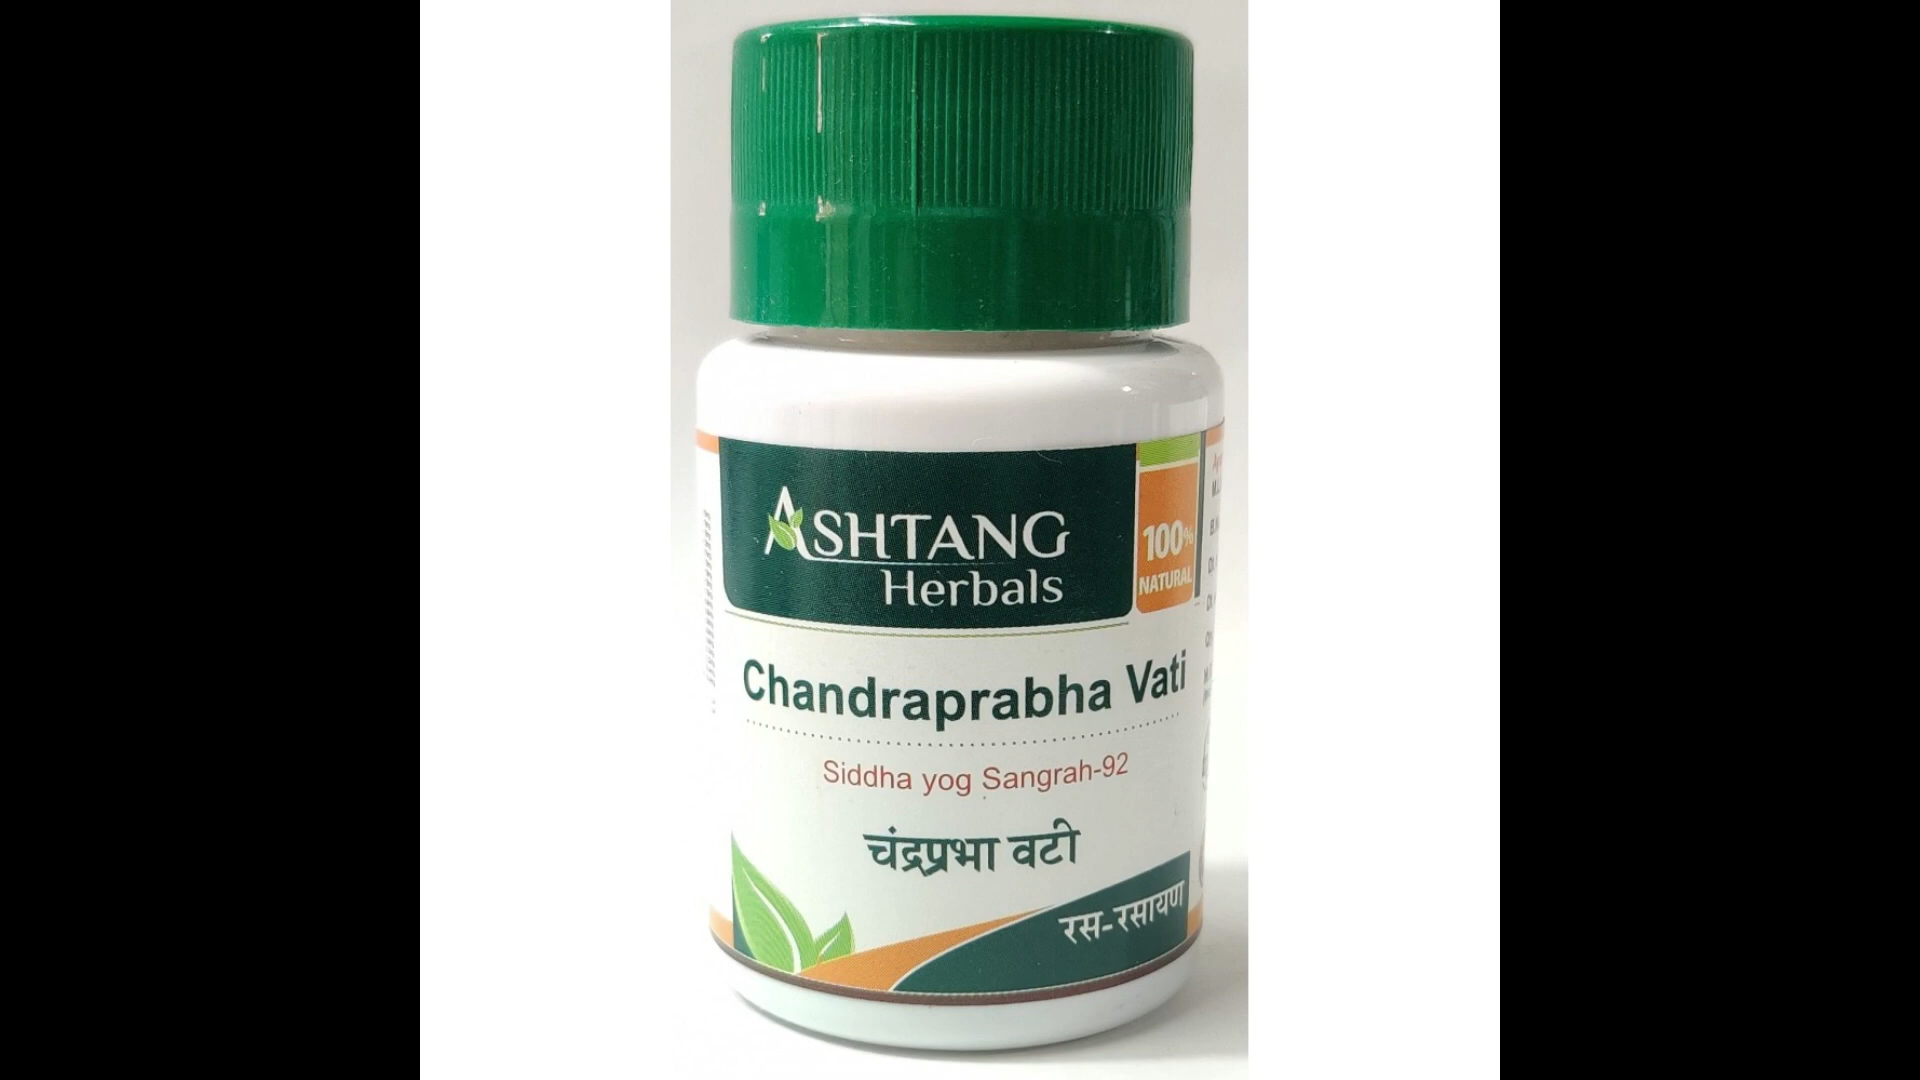 ASHTANG
Herbals
100%
NATURAL
Chandraprabha Vati
Siddha yog Sangrah-92
चंद्रप्रभा वटी
रस-रसायण